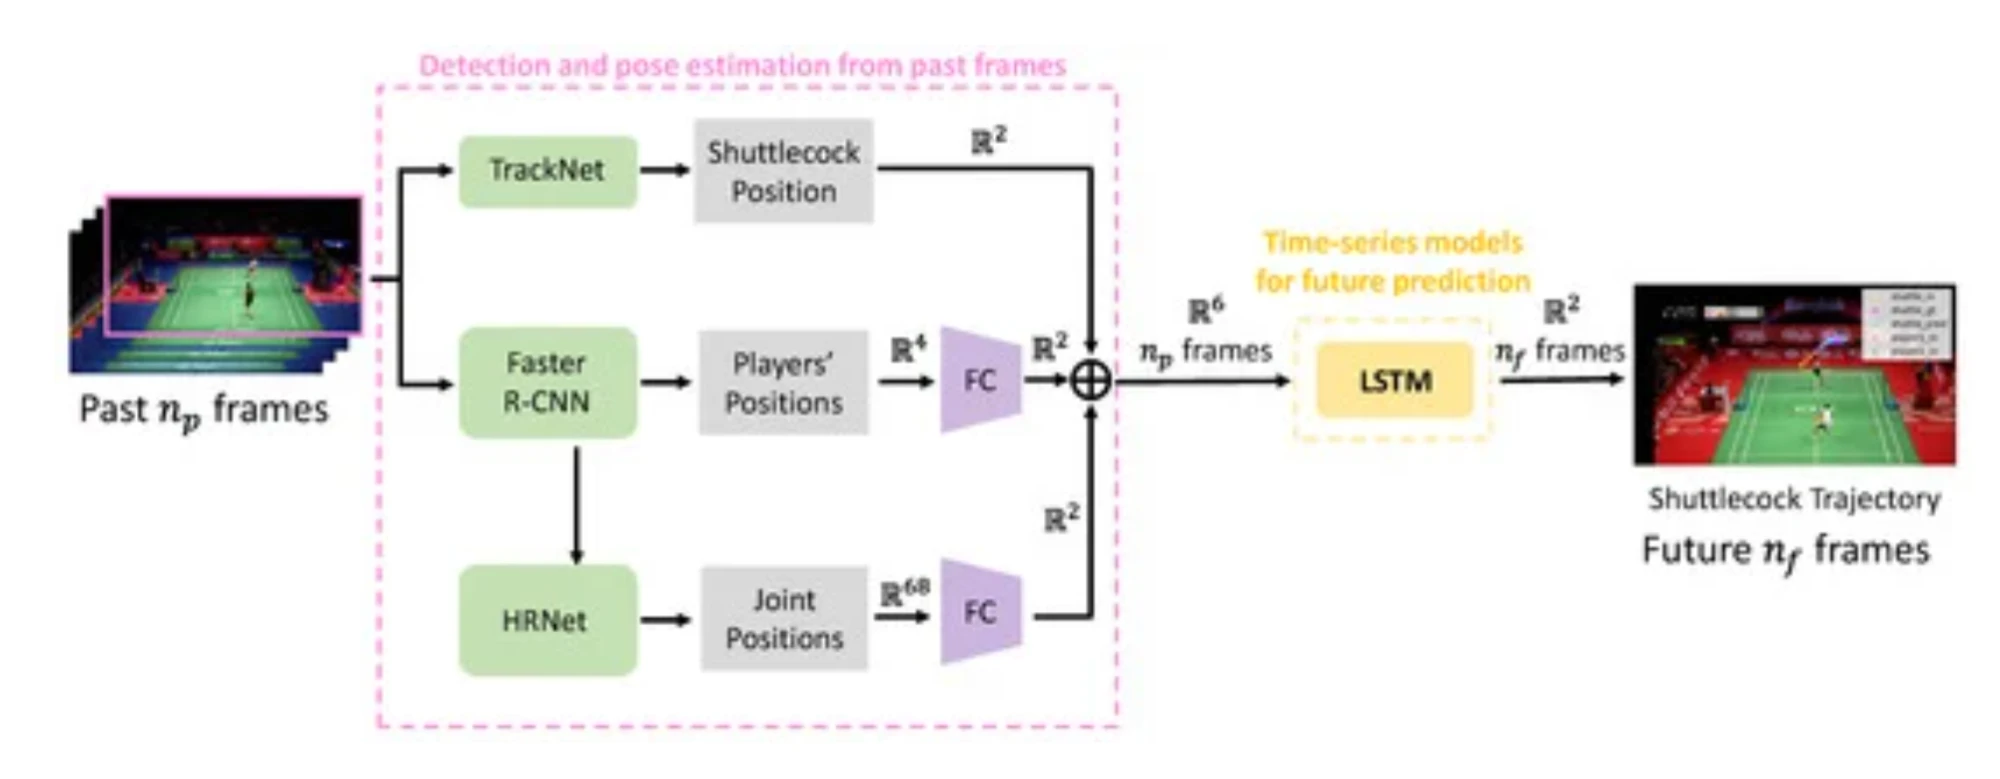 Detection and pose estimation from past frames
TrackNet
Shuttlecock
Position
ℝ²
Past nₚ frames
Faster
R-CNN
Players’
Positions
ℝ⁴
FC
ℝ²
HRNet
Joint
Positions
ℝ⁶⁸
FC
ℝ²
ℝ⁶
nₚ frames
Time-series models
for future prediction
LSTM
ℝ²
n_f frames
Shuttlecock Trajectory
Future n_f frames